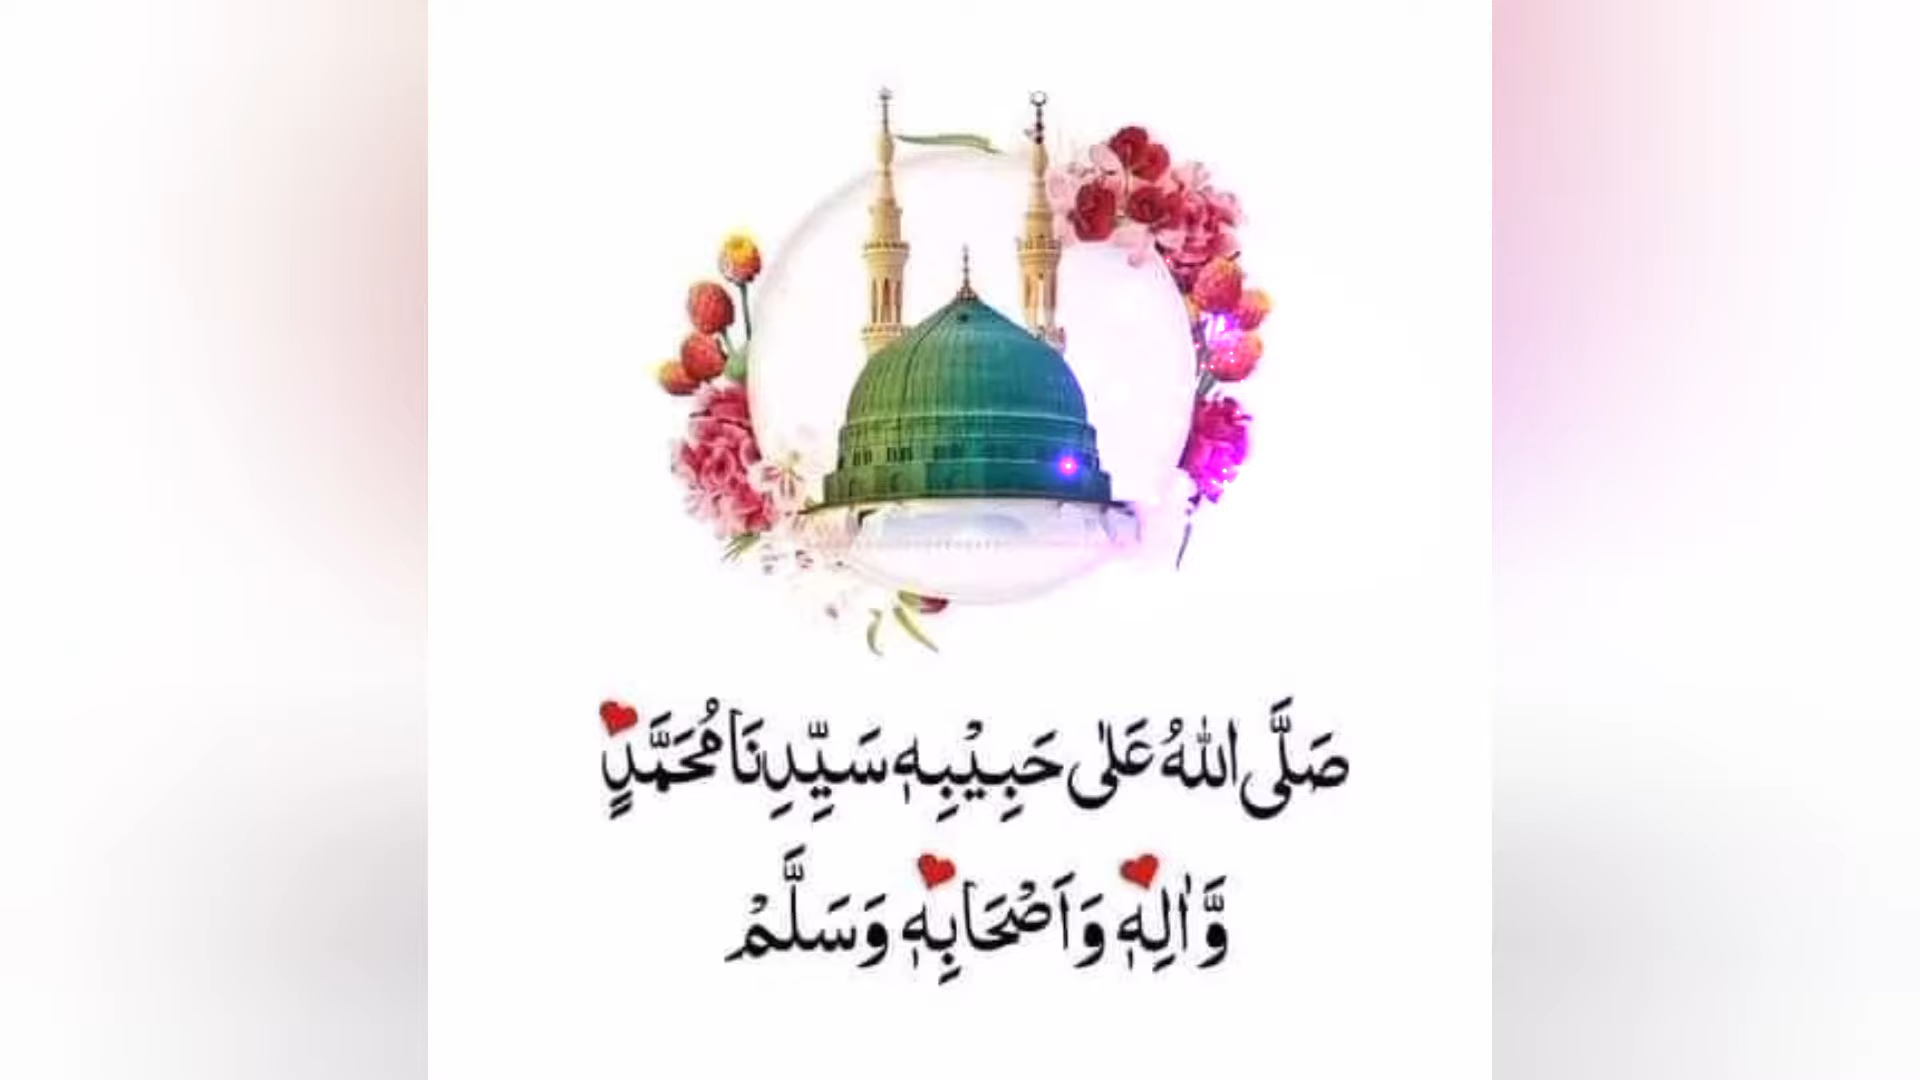 صَلَّى اللهُ عَلٰى حَبِيْبِهٖ سَيِّدِنَا مُحَمَّدٍ
وَّاٰلِهٖ وَاَصْحَابِهٖ وَسَلَّمْ